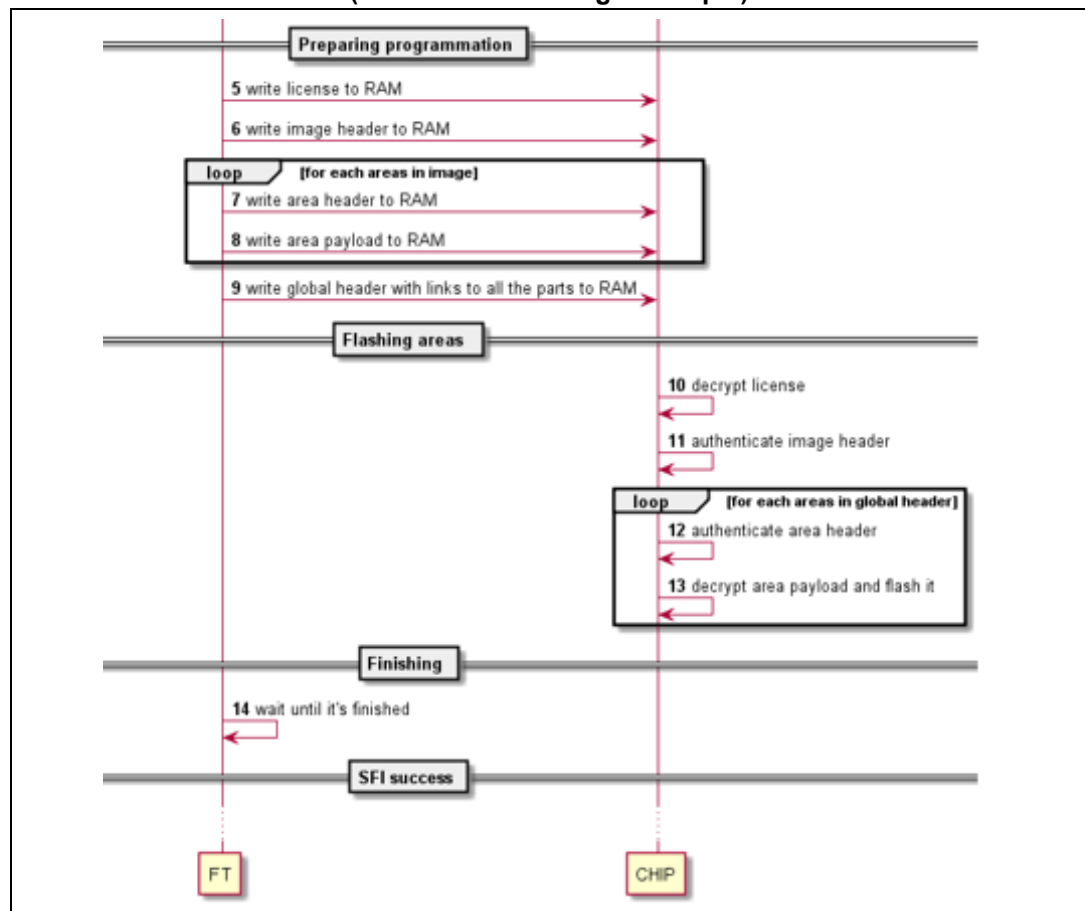 Preparing programmation
5 write license to RAM
6 write image header to RAM
loop [for each areas in image]
7 write area header to RAM
8 write area payload to RAM
9 write global header with links to all the parts to RAM
Flashing areas
10 decrypt license
11 authenticate image header
loop [for each areas in global header]
12 authenticate area header
13 decrypt area payload and flash it
Finishing
14 wait until it's finished
SFI success
FT CHIP